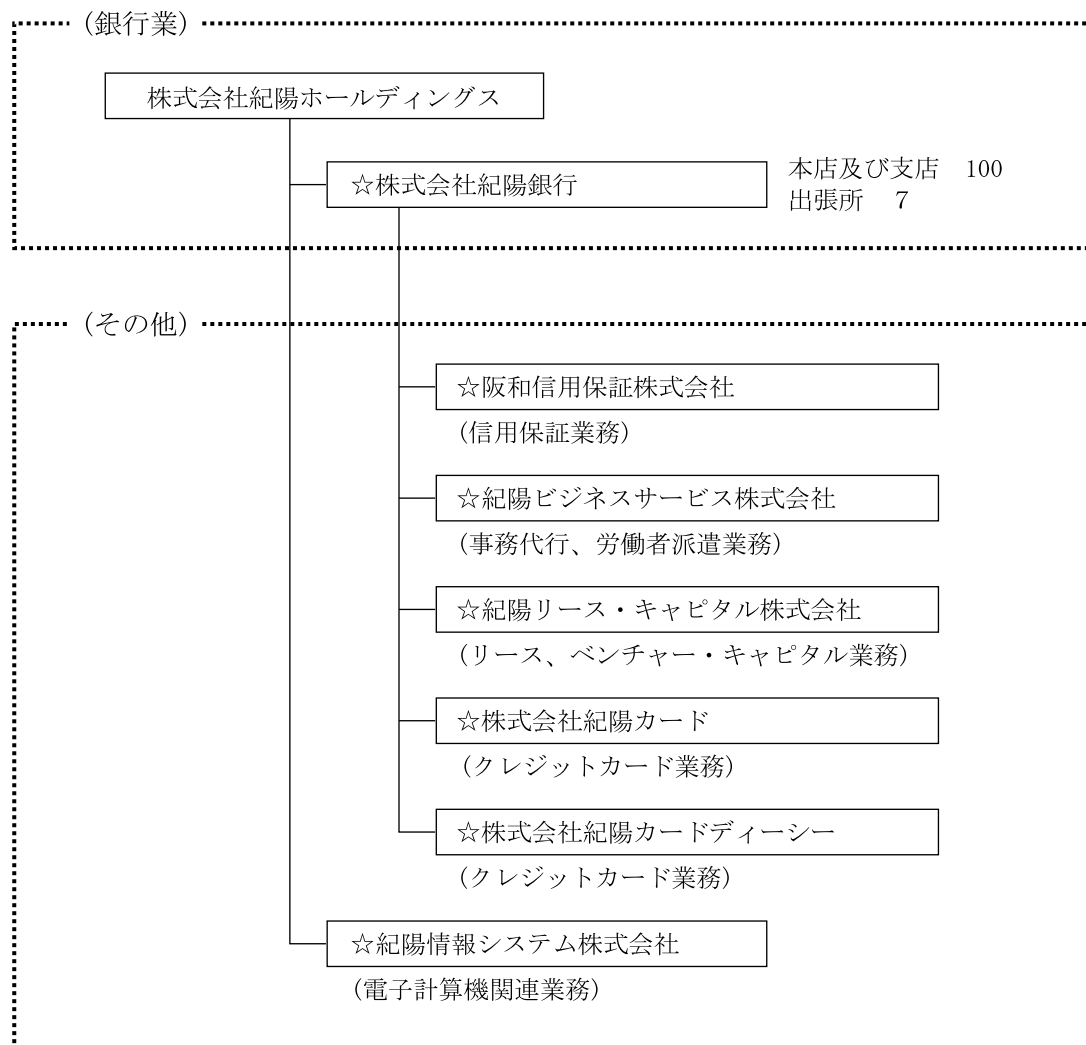 (銀行業)
株式会社紀陽ホールディングス
☆株式会社紀陽銀行
本店及び支店　100
出張所　7
(その他)
☆阪和信用保証株式会社
(信用保証業務)
☆紀陽ビジネスサービス株式会社
(事務代行、労働者派遣業務)
☆紀陽リース・キャピタル株式会社
(リース、ベンチャー・キャピタル業務)
☆株式会社紀陽カード
(クレジットカード業務)
☆株式会社紀陽カードディーシー
(クレジットカード業務)
☆紀陽情報システム株式会社
(電子計算機関連業務)